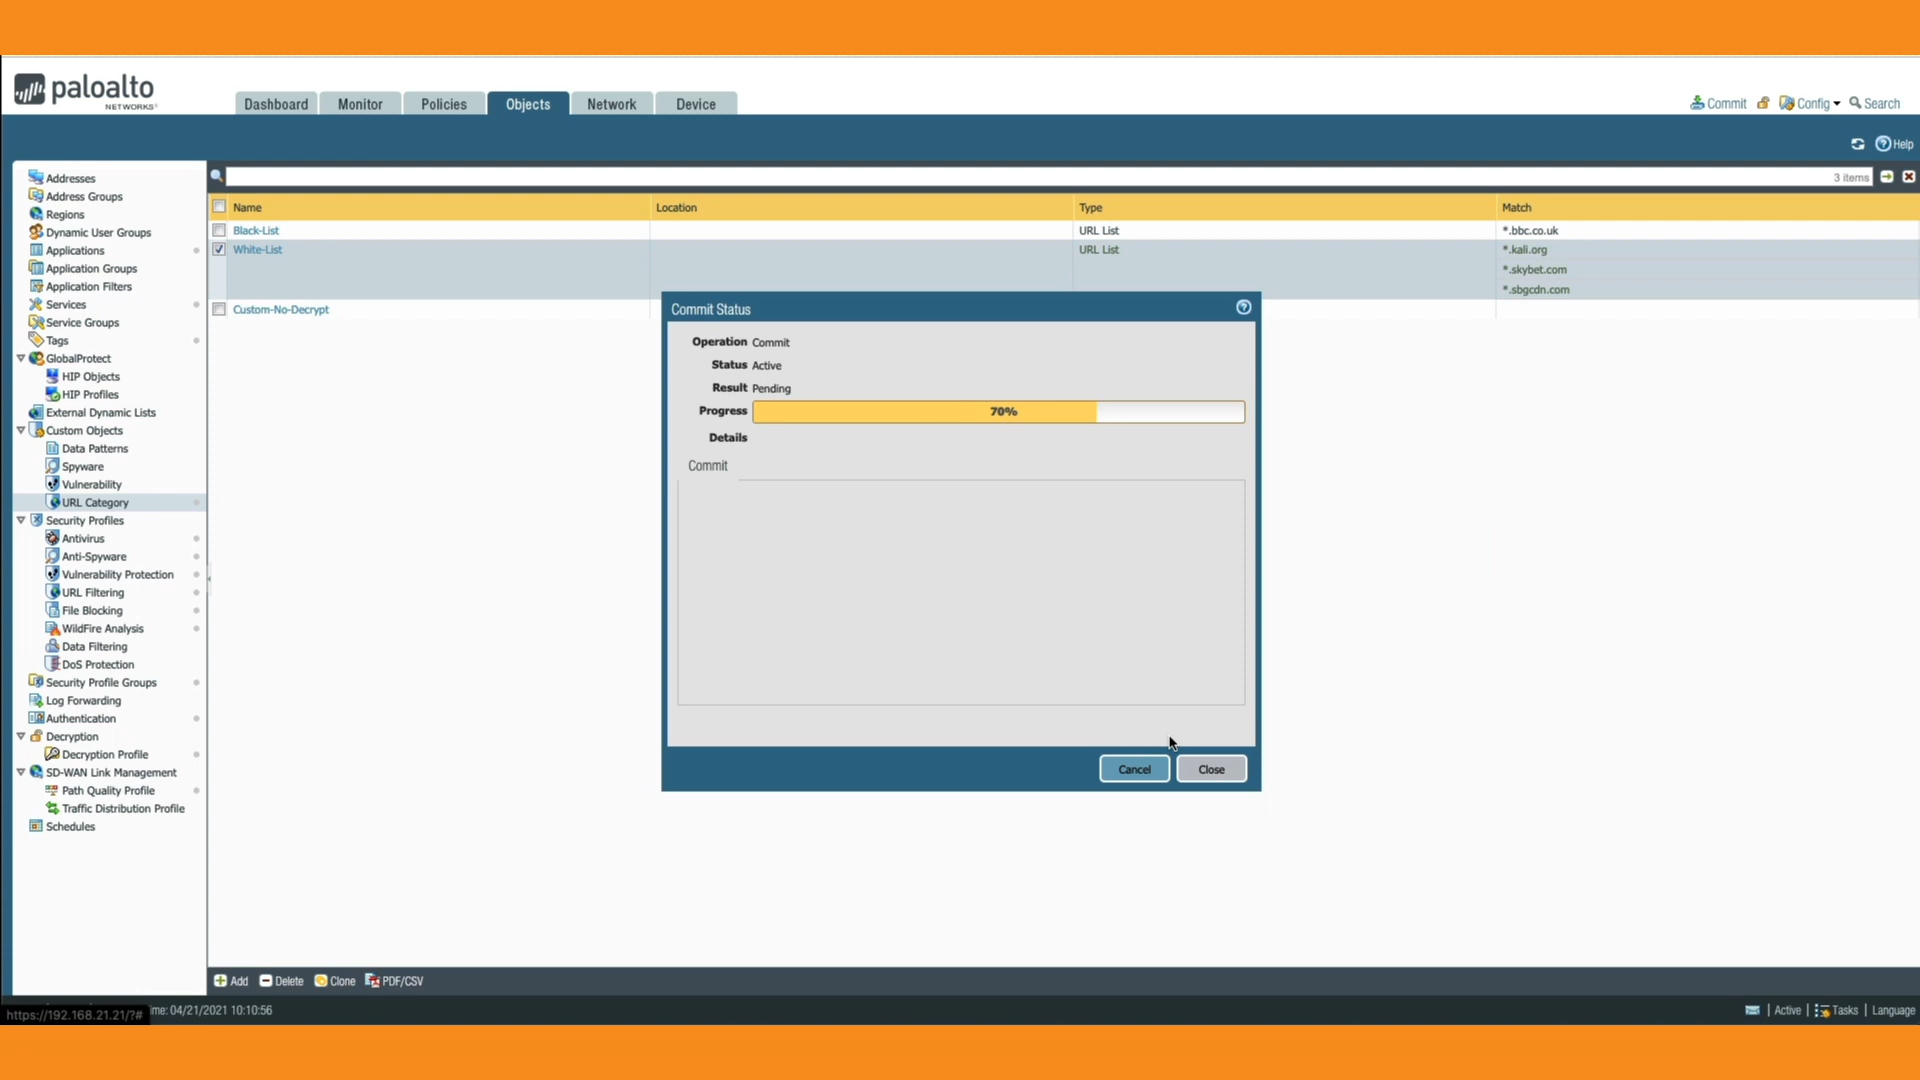 paloalto
NETWORKS®
Dashboard
Monitor
Policies
Objects
Network
Device
Commit
Config
Search
Help
3 items
Addresses
Address Groups
Regions
Dynamic User Groups
Applications
Application Groups
Application Filters
Services
Service Groups
Tags
GlobalProtect
HIP Objects
HIP Profiles
External Dynamic Lists
Custom Objects
Data Patterns
Spyware
Vulnerability
URL Category
Security Profiles
Antivirus
Anti-Spyware
Vulnerability Protection
URL Filtering
File Blocking
WildFire Analysis
Data Filtering
DoS Protection
Security Profile Groups
Log Forwarding
Authentication
Decryption
Decryption Profile
SD-WAN Link Management
Path Quality Profile
Traffic Distribution Profile
Schedules
Name Location Type Match
Black-List URL List *.bbc.co.uk
White-List URL List *.kali.org
*.skybet.com
*.sbgcdn.com
Custom-No-Decrypt
Commit Status
Operation Commit
Status Active
Result Pending
Progress 70%
Details
Commit
Cancel
Close
Add Delete Clone PDF/CSV
https://192.168.21.21/?# me: 04/21/2021 10:10:56
| Active | Tasks | Language